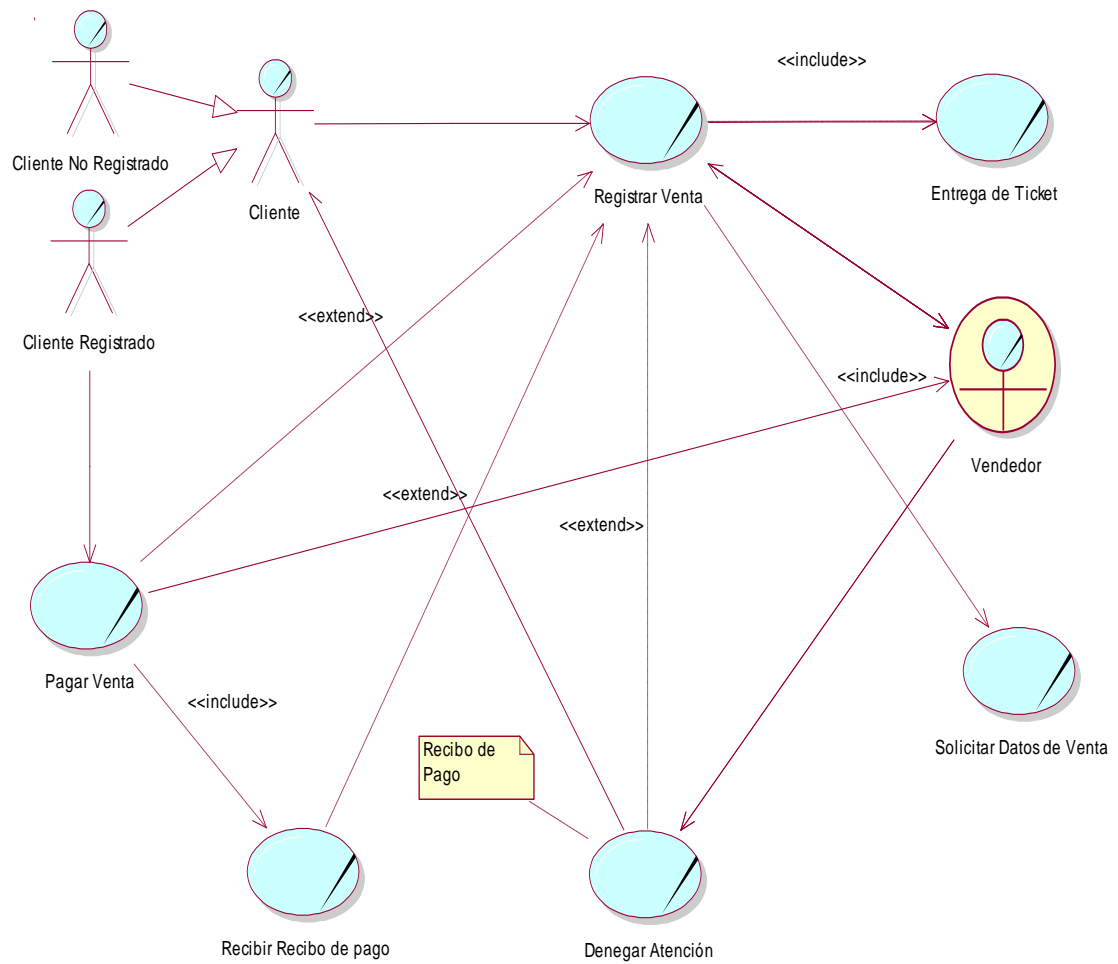 <<include>>
Cliente No Registrado
Cliente
Registrar Venta
Entrega de Ticket
<<extend>>
Cliente Registrado
<<include>>
Vendedor
<<extend>>
<<extend>>
Pagar Venta
<<include>>
Recibo de
Pago
Solicitar Datos de Venta
Recibir Recibo de pago
Denegar Atención